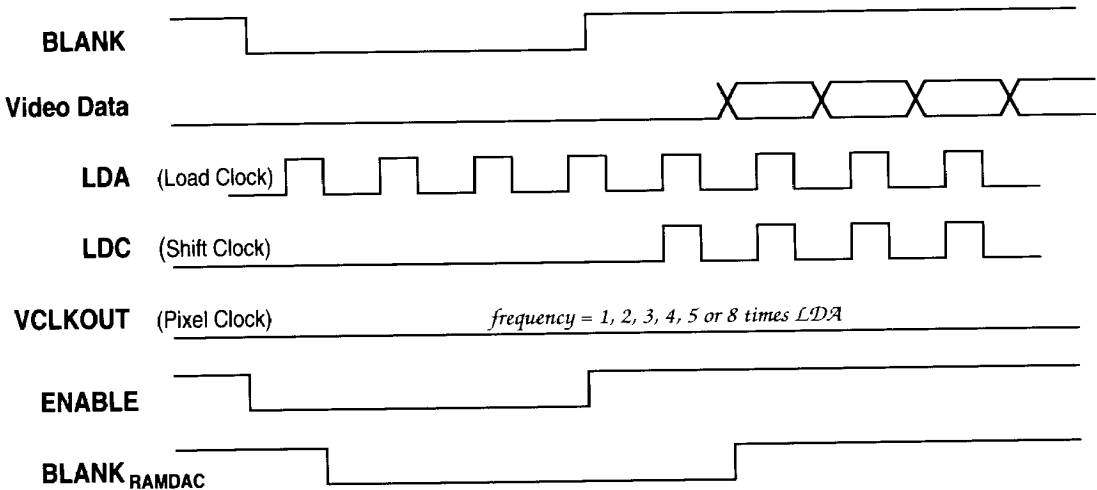 BLANK
Video Data
LDA (Load Clock)
LDC (Shift Clock)
VCLKOUT (Pixel Clock) frequency = 1, 2, 3, 4, 5 or 8 times LDA
ENABLE
BLANK RAMDAC